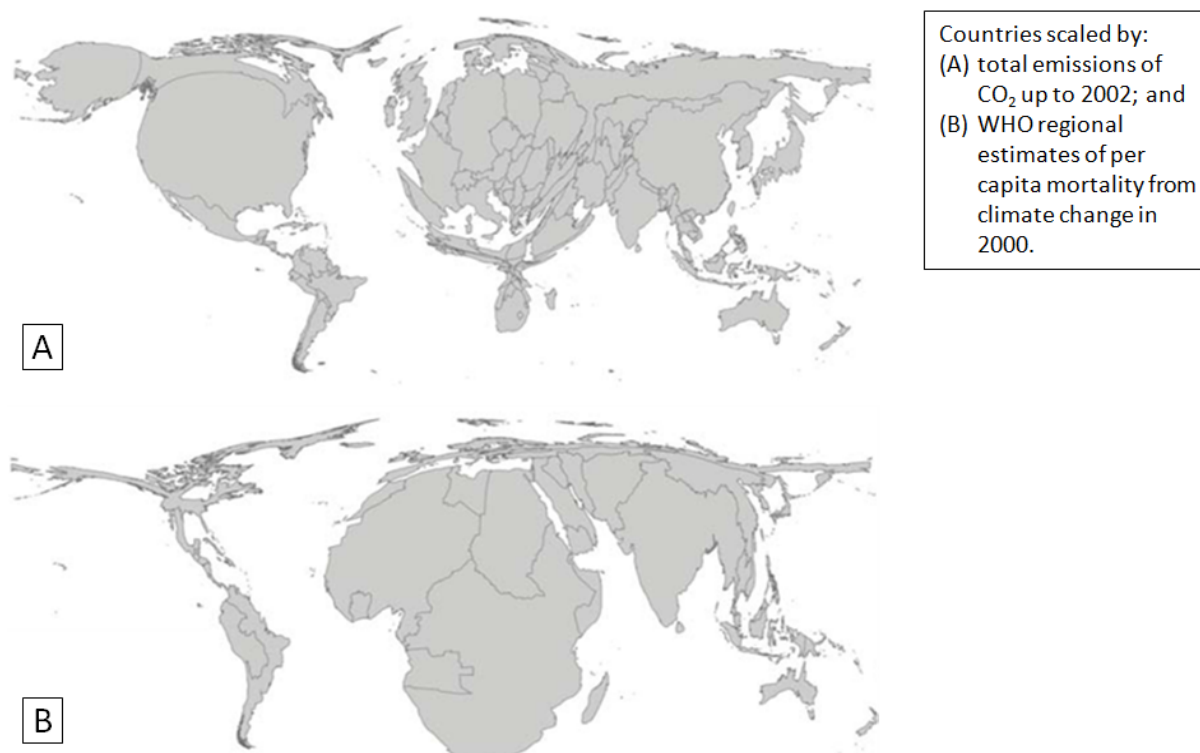 Countries scaled by:
(A) total emissions of
CO₂ up to 2002; and
(B) WHO regional
estimates of per
capita mortality from
climate change in
2000.
A
B